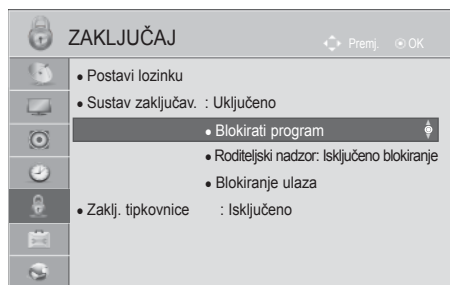 ZAKLJUČAJ
Premj. OK
• Postavi lozinku
• Sustav zaključav. : Uključeno
• Blokirati program
• Roditeljski nadzor: Isključeno blokiranje
• Blokiranje ulaza
• Zaklj. tipkovnice : Isključeno